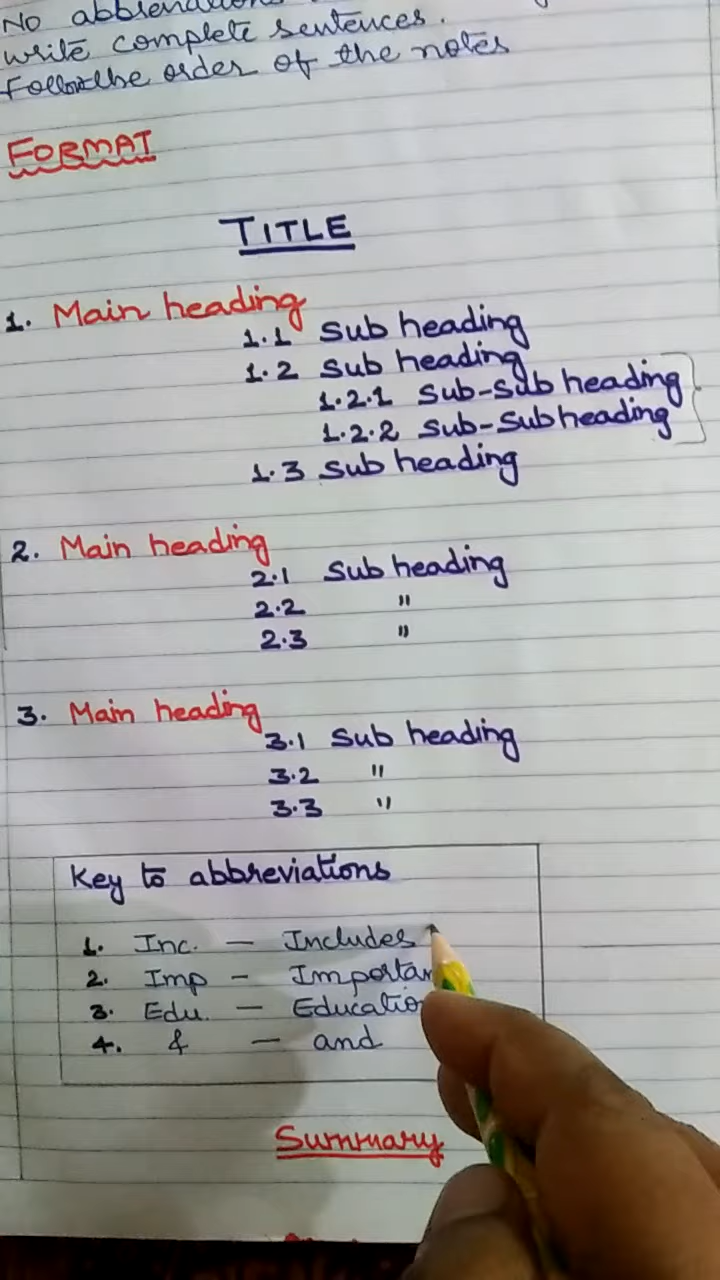 No
write complete sentences.
Follow the order of the notes
FORMAT
TITLE
1. Main heading
1.1 Sub heading
1.2 Sub heading
1.2.1 Sub-Sub heading
1.2.2 Sub-Sub heading
1.3 Sub heading
2. Main heading
2.1 Sub heading
2.2 "
2.3 "
3. Main heading
3.1 Sub heading
3.2 "
3.3 "
Key to abbreviations
1. Inc. — Includes
2. Imp — Importan
3. Edu. — Educatio
4. & — and
Summary